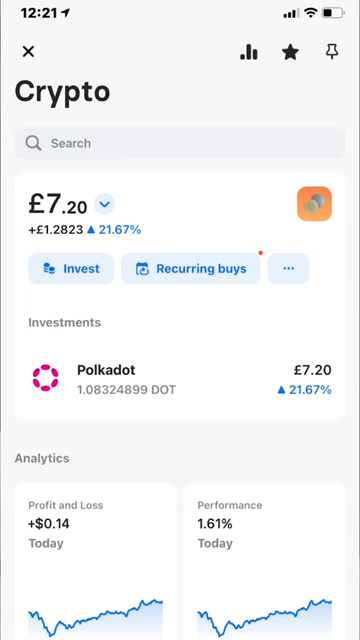 12:21
Crypto
Search
£7.20
+£1.2823 ▲ 21.67%
Invest
Recurring buys
...
Investments
Polkadot
£7.20
1.08324899 DOT
▲ 21.67%
Analytics
Profit and Loss
+$0.14
Today
Performance
1.61%
Today